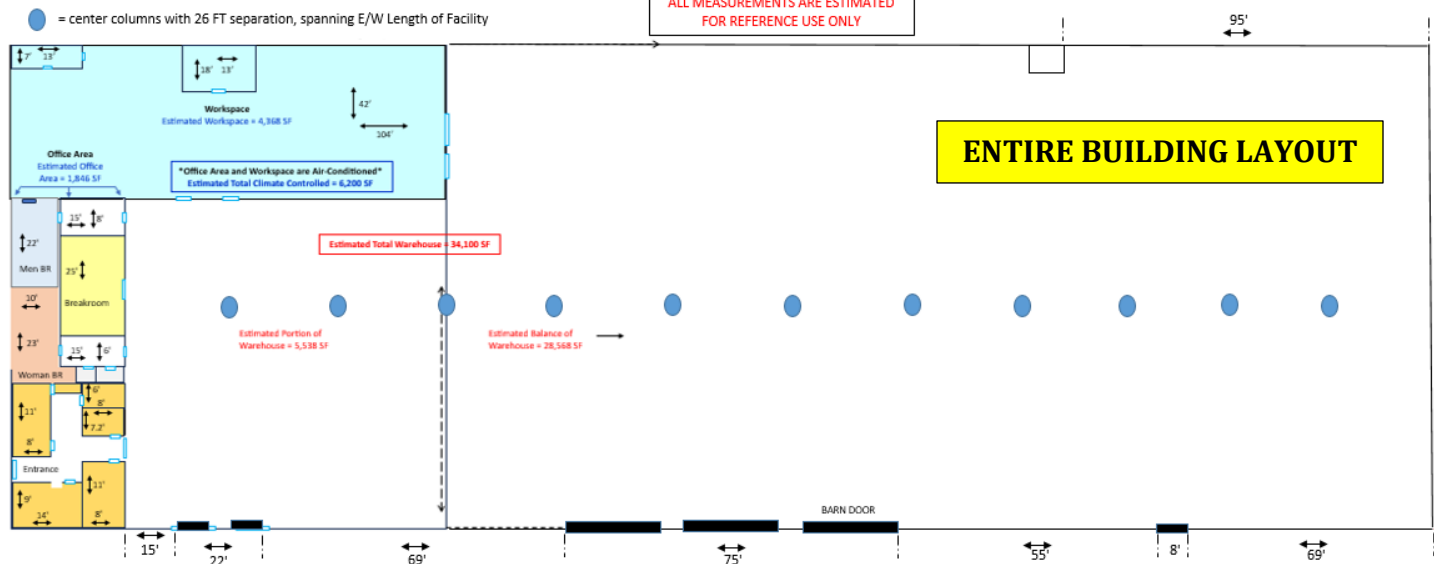 = center columns with 26 FT separation, spanning E/W Length of Facility
ALL MEASUREMENTS ARE ESTIMATED
FOR REFERENCE USE ONLY
95'
7'
13'
18'
13'
42'
104'
Workspace
Estimated Workspace = 4,368 SF
ENTIRE BUILDING LAYOUT
Office Area
Estimated Office
Area = 1,846 SF
*Office Area and Workspace are Air-Conditioned*
Estimated Total Climate Controlled = 6,200 SF
15'
8'
22'
Men BR
25'
Breakroom
Estimated Total Warehouse = 34,100 SF
10'
23'
Woman BR
15'
6'
Estimated Portion of
Warehouse = 5,538 SF
Estimated Balance of
Warehouse = 28,568 SF
6'
8'
7.2'
11'
8'
Entrance
9'
14'
11'
8'
BARN DOOR
15'
22'
69'
75'
55'
8'
69'